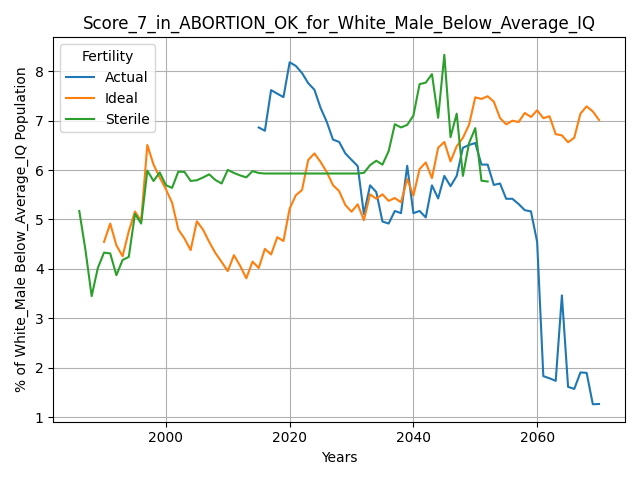 Score_7_in_ABORTION_OK_for_White_Male_Below_Average_IQ
% of White_Male Below_Average_IQ Population
8
7
6
5
4
3
2
1
Fertility
Actual
Ideal
Sterile
2000
2020
2040
2060
Years